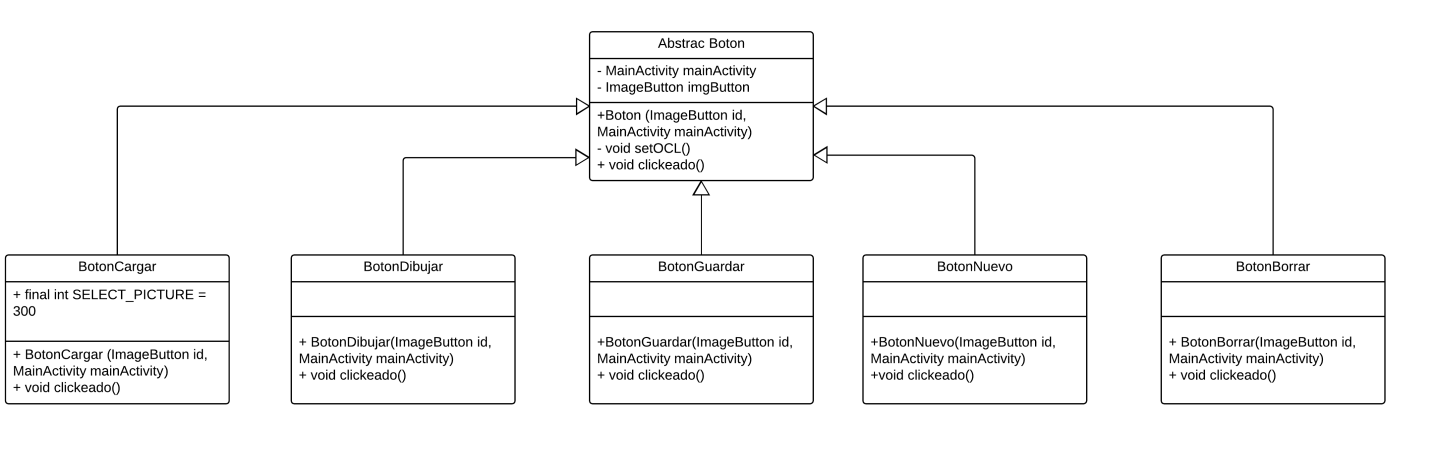 Abstrac Boton
- MainActivity mainActivity
- ImageButton imgButton
+Boton (ImageButton id,
MainActivity mainActivity)
- void setOCL()
+ void clickeado()
BotonCargar
+ final int SELECT_PICTURE =
300
+ BotonCargar (ImageButton id,
MainActivity mainActivity)
+ void clickeado()
BotonDibujar
+ BotonDibujar(ImageButton id,
MainActivity mainActivity)
+ void clickeado()
BotonGuardar
+BotonGuardar(ImageButton id,
MainActivity mainActivity)
+ void clickeado()
BotonNuevo
+BotonNuevo(ImageButton id,
MainActivity mainActivity)
+void clickeado()
BotonBorrar
+ BotonBorrar(ImageButton id,
MainActivity mainActivity)
+ void clickeado()